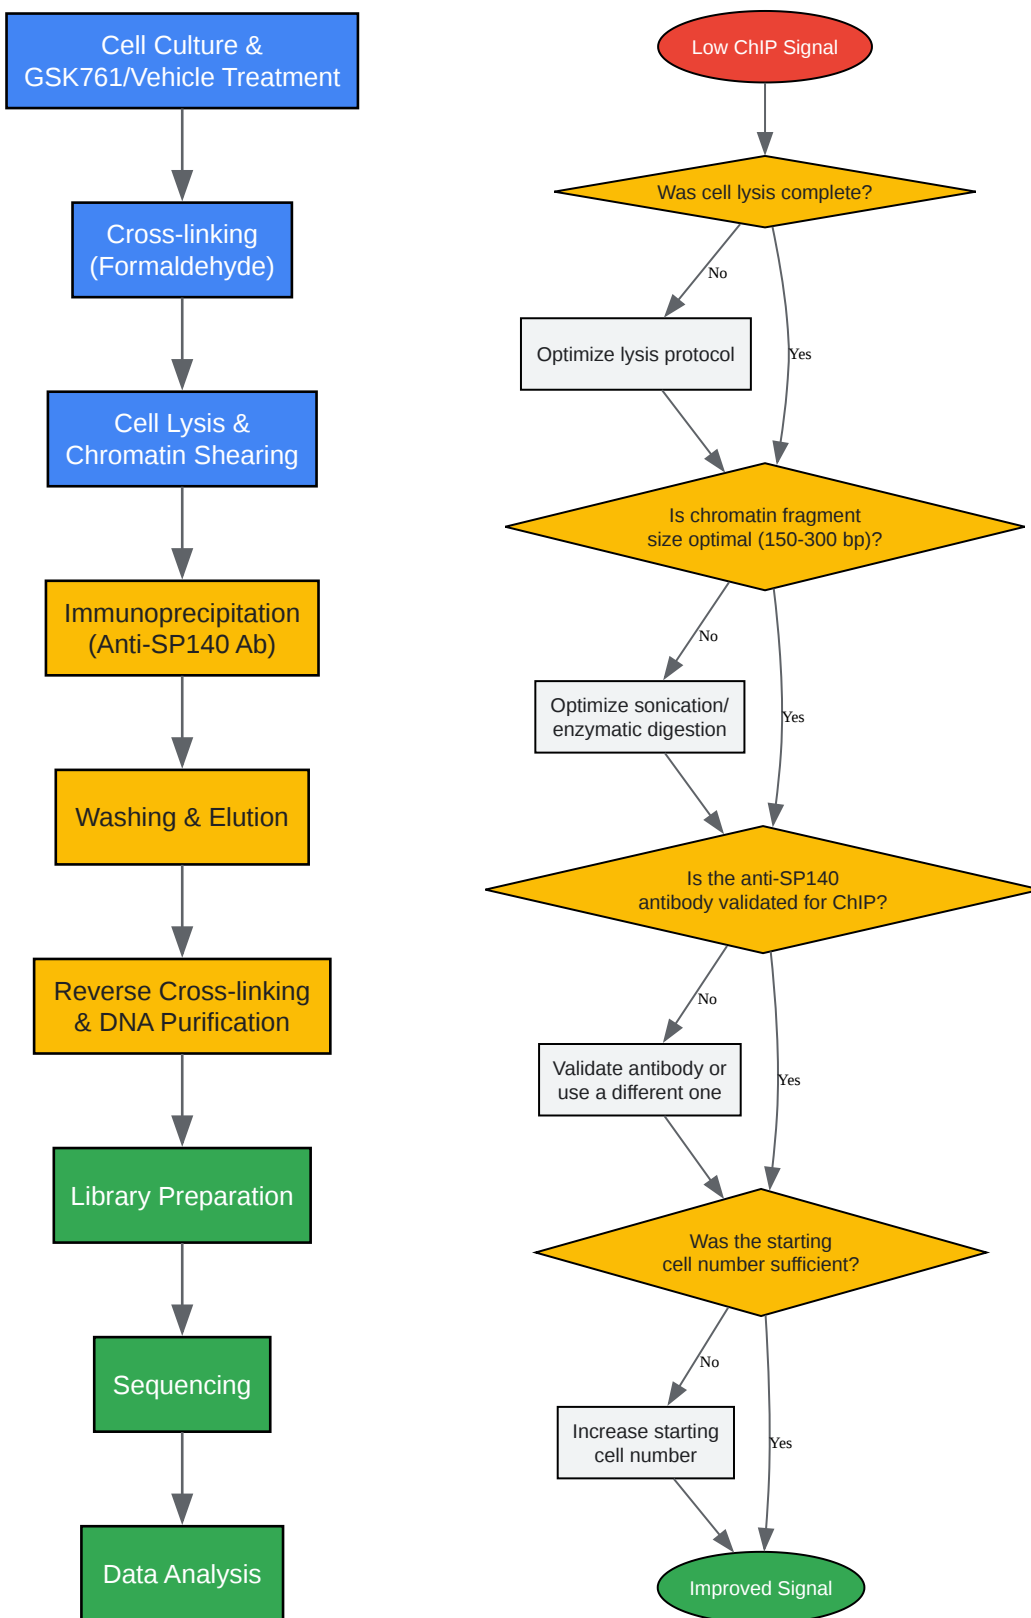 Cell Culture &
GSK761/Vehicle Treatment
Cross-linking
(Formaldehyde)
Cell Lysis &
Chromatin Shearing
Immunoprecipitation
(Anti-SP140 Ab)
Washing & Elution
Reverse Cross-linking
& DNA Purification
Library Preparation
Sequencing
Data Analysis
Low ChIP Signal
Was cell lysis complete?
No
Optimize lysis protocol
Yes
Is chromatin fragment
size optimal (150-300 bp)?
No
Optimize sonication/
enzymatic digestion
Yes
Is the anti-SP140
antibody validated for ChIP?
No
Validate antibody or
use a different one
Yes
Was the starting
cell number sufficient?
No
Increase starting
cell number
Yes
Improved Signal